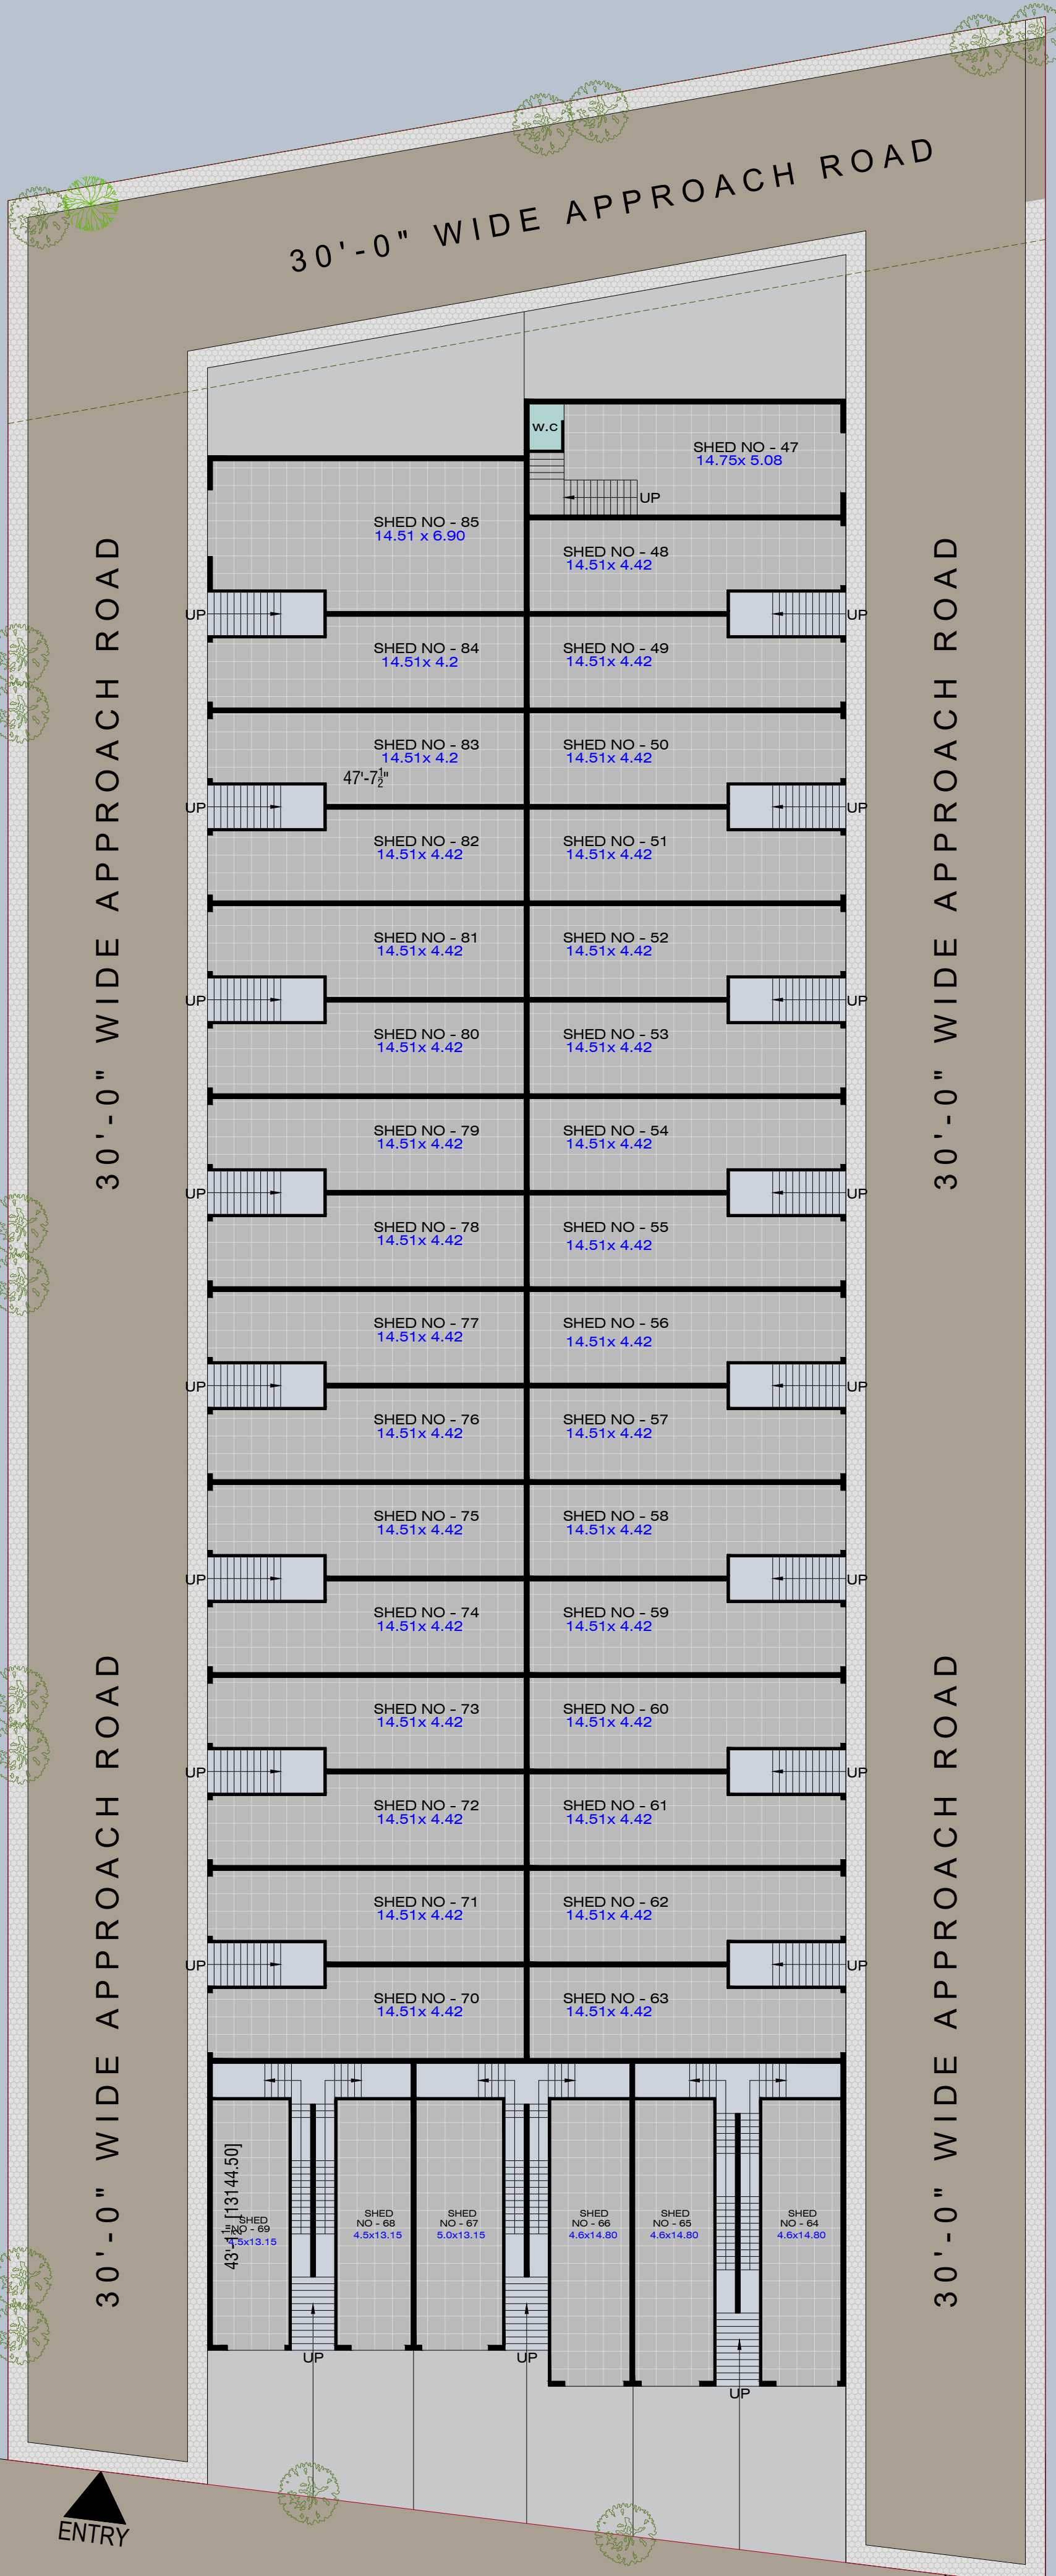 30'-0" WIDE APPROACH ROAD
W.C
SHED NO - 47
14.75x 5.08
UP
SHED NO - 85
14.51 x 6.90
SHED NO - 48
14.51x 4.42
UP
UP
SHED NO - 84
14.51x 4.2
SHED NO - 49
14.51x 4.42
30'-0" WIDE APPROACH ROAD
30'-0" WIDE APPROACH ROAD
SHED NO - 83
14.51x 4.2
47'-7½"
SHED NO - 50
14.51x 4.42
UP
UP
SHED NO - 82
14.51x 4.42
SHED NO - 51
14.51x 4.42
SHED NO - 81
14.51x 4.42
SHED NO - 52
14.51x 4.42
UP
UP
SHED NO - 80
14.51x 4.42
SHED NO - 53
14.51x 4.42
SHED NO - 79
14.51x 4.42
SHED NO - 54
14.51x 4.42
UP
UP
SHED NO - 78
14.51x 4.42
SHED NO - 55
14.51x 4.42
SHED NO - 77
14.51x 4.42
SHED NO - 56
14.51x 4.42
UP
UP
SHED NO - 76
14.51x 4.42
SHED NO - 57
14.51x 4.42
SHED NO - 75
14.51x 4.42
SHED NO - 58
14.51x 4.42
UP
UP
SHED NO - 74
14.51x 4.42
SHED NO - 59
14.51x 4.42
30'-0" WIDE APPROACH ROAD
30'-0" WIDE APPROACH ROAD
SHED NO - 73
14.51x 4.42
SHED NO - 60
14.51x 4.42
UP
UP
SHED NO - 72
14.51x 4.42
SHED NO - 61
14.51x 4.42
SHED NO - 71
14.51x 4.42
SHED NO - 62
14.51x 4.42
UP
UP
SHED NO - 70
14.51x 4.42
SHED NO - 63
14.51x 4.42
[13144.50]
SHED
NO - 69
4.5x13.15
SHED
NO - 68
4.5x13.15
SHED
NO - 67
5.0x13.15
SHED
NO - 66
4.6x14.80
SHED
NO - 65
4.6x14.80
SHED
NO - 64
4.6x14.80
UP
UP
UP
ENTRY